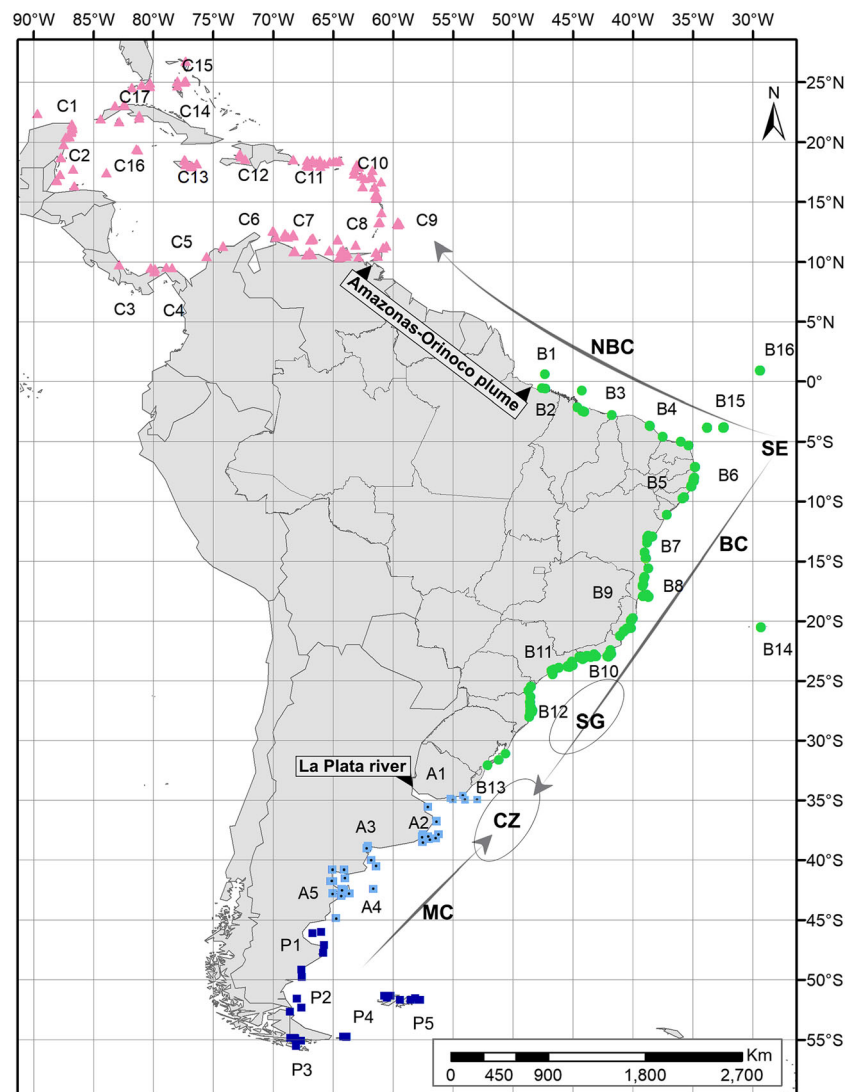 90°W 85°W 80°W 75°W 70°W 65°W 60°W 55°W 50°W 45°W 40°W 35°W 30°W
C15
25°N
C1
C17
N
C14
20°N
C2
C16
C13
C12
C11
C10
15°N
C5
C6
C7
C8
C9
10°N
C3
C4
Amazonas-Orinoco plume
5°N
NBC
B1
B16
0°
B2
B3
B4
B15
5°S
SE
B5
B6
10°S
B7
BC
15°S
B9
B8
20°S
B11
B10
B14
25°S
B12
SG
30°S
La Plata river
A1
B13
35°S
A3
A2
CZ
40°S
A5
A4
MC
45°S
P1
50°S
P2
P4
P5
55°S
P3
Km
0 450 900 1,800 2,700